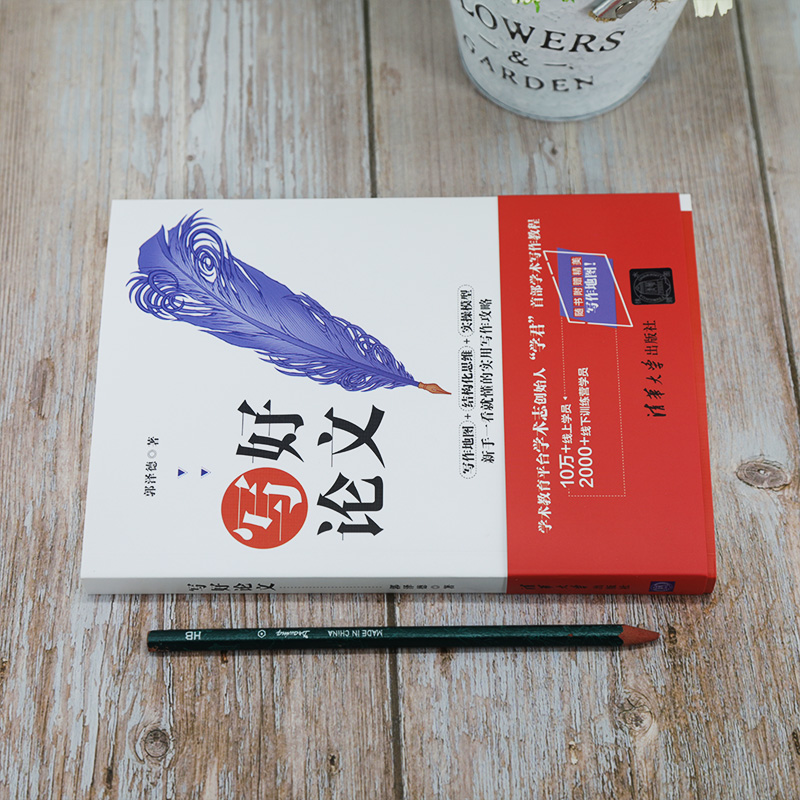 FLOWERS
&
GARDEN
郭泽德◎著
写好
论文
写作地图+结构化思维+实操模型
新手一看就懂的实用写作攻略
学术教育平台学术志创始人“学君”首部学术写作教程
10万+线上学员
2000+线下训练营学员
随书附赠精美
写作地图!
清华大学出版社
写好论文
HB
Drawing
MADE IN CHINA